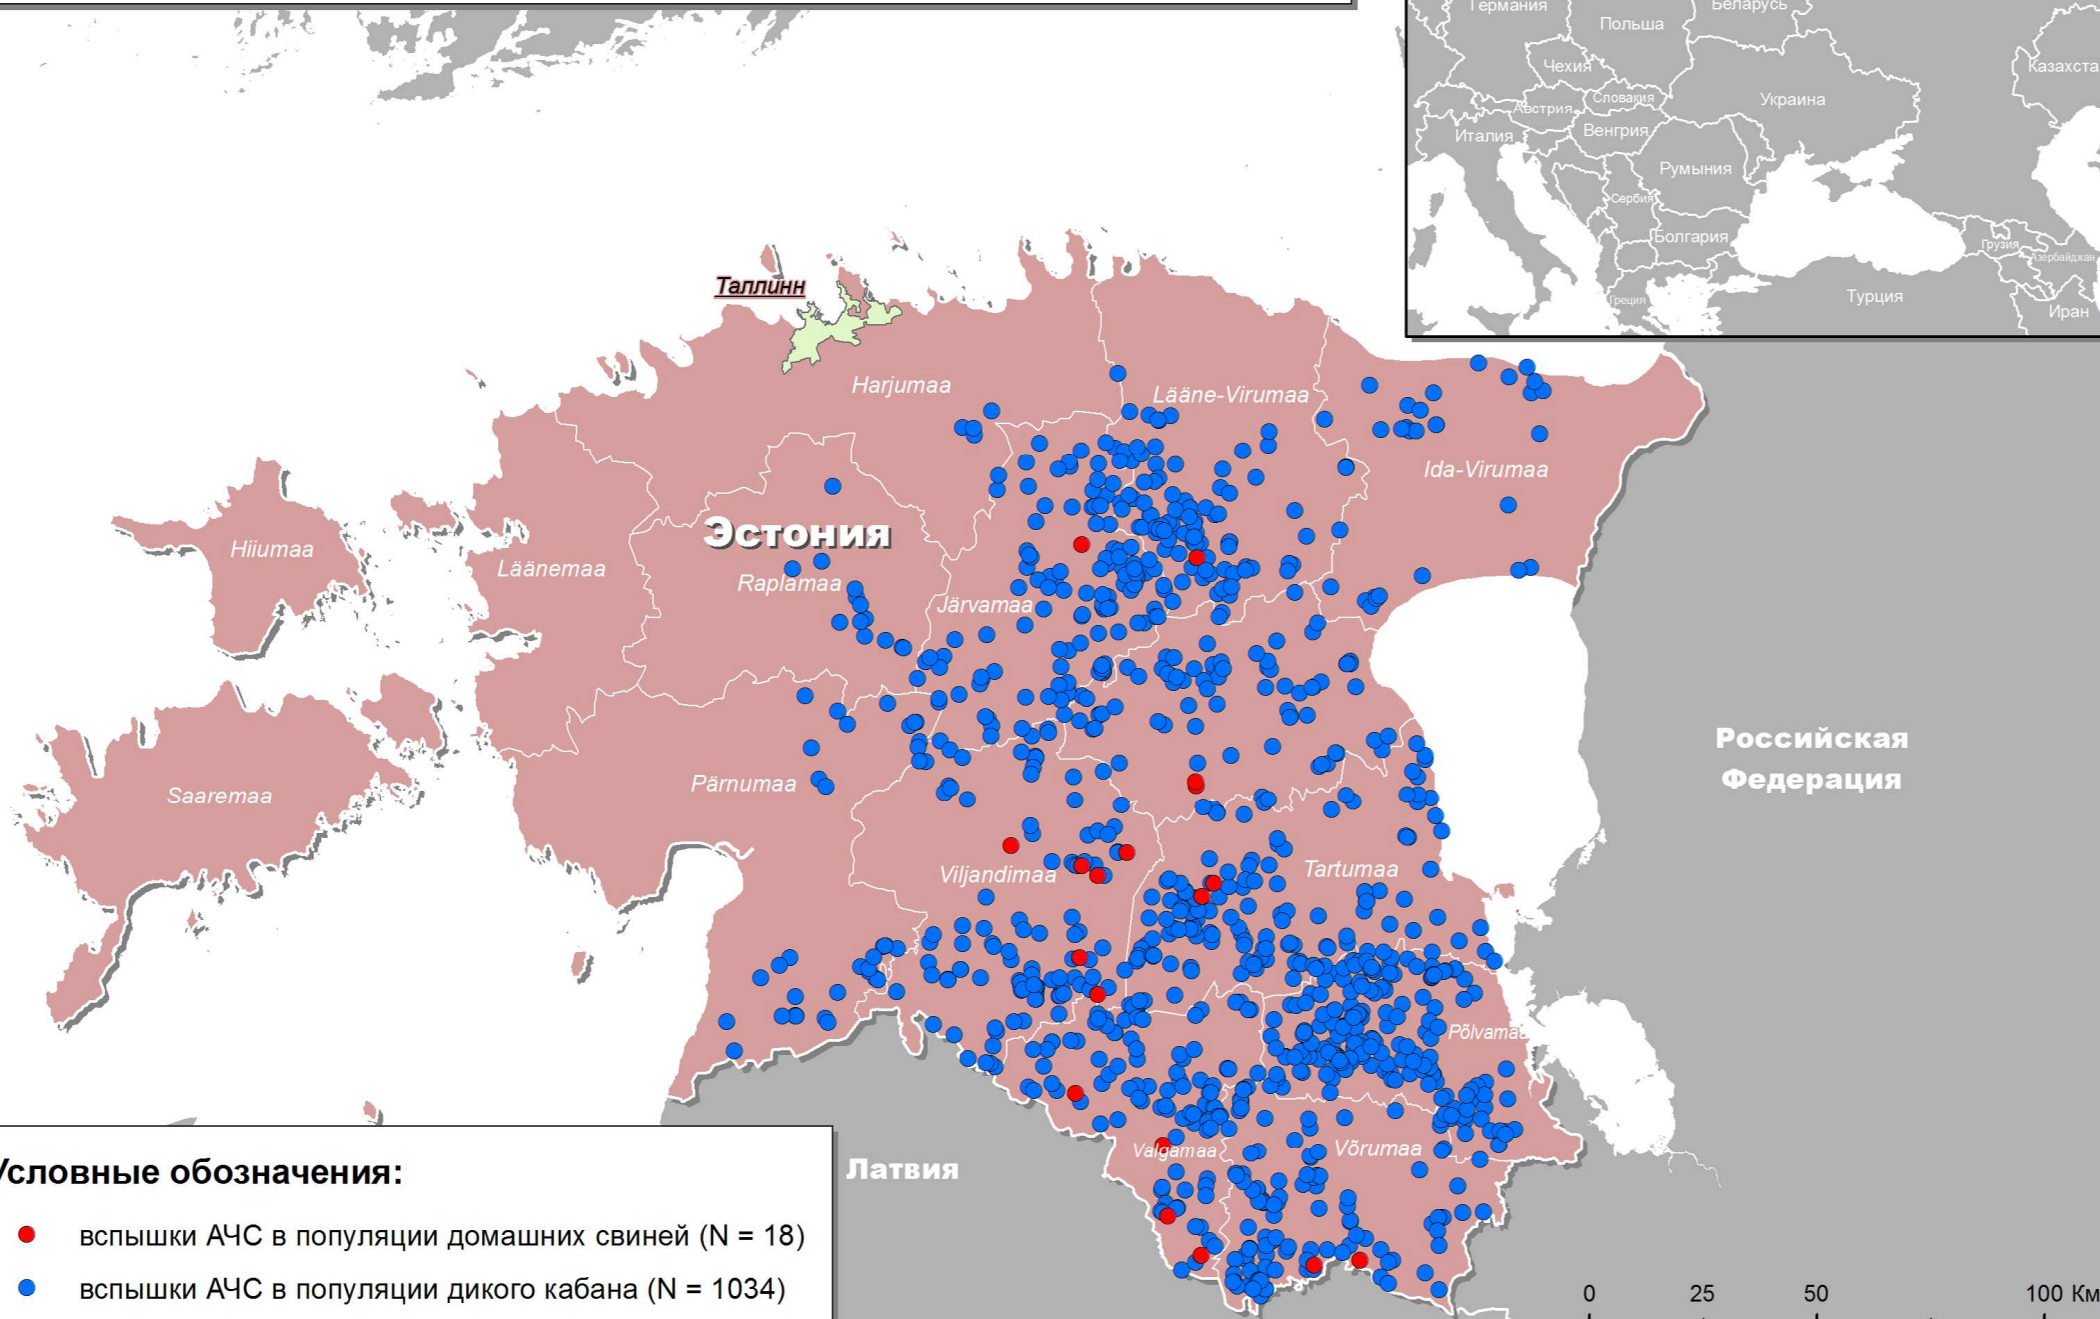 Германия
Беларусь
Польша
Чехия
Казахста
Словакия
Австрия
Украина
Италия
Венгрия
Румыния
Сербия
Болгария
Грузия
Азербайджан
Греция
Турция
Иран
Таллинн
Harjumaa
Lääne-Virumaa
Ida-Virumaa
Эстония
Hiiumaa
Läänemaa
Raplamaa
Järvamaa
Российская
Федерация
Pärnumaa
Saaremaa
Viljandimaa
Tartumaa
Põlvamaa
Valgamaa
Võrumaa
Латвия
Условные обозначения:
вспышки АЧС в популяции домашних свиней (N = 18)
вспышки АЧС в популяции дикого кабана (N = 1034)
0 25 50 100 Км